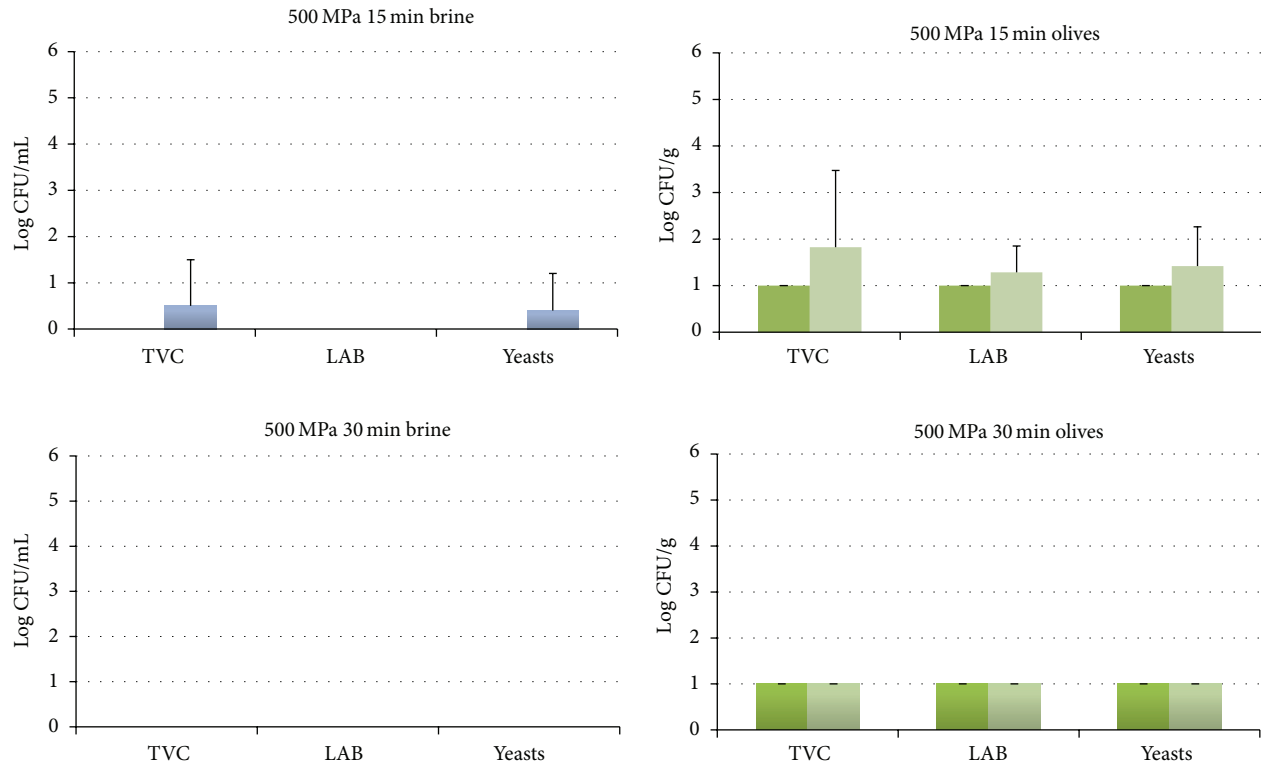 500 MPa 15 min brine
6
5
4
3
2
1
0
Log CFU/mL
TVC LAB Yeasts
500 MPa 15 min olives
6
5
4
3
2
1
0
Log CFU/g
TVC LAB Yeasts
500 MPa 30 min brine
6
5
4
3
2
1
0
Log CFU/mL
TVC LAB Yeasts
500 MPa 30 min olives
6
5
4
3
2
1
0
Log CFU/g
TVC LAB Yeasts